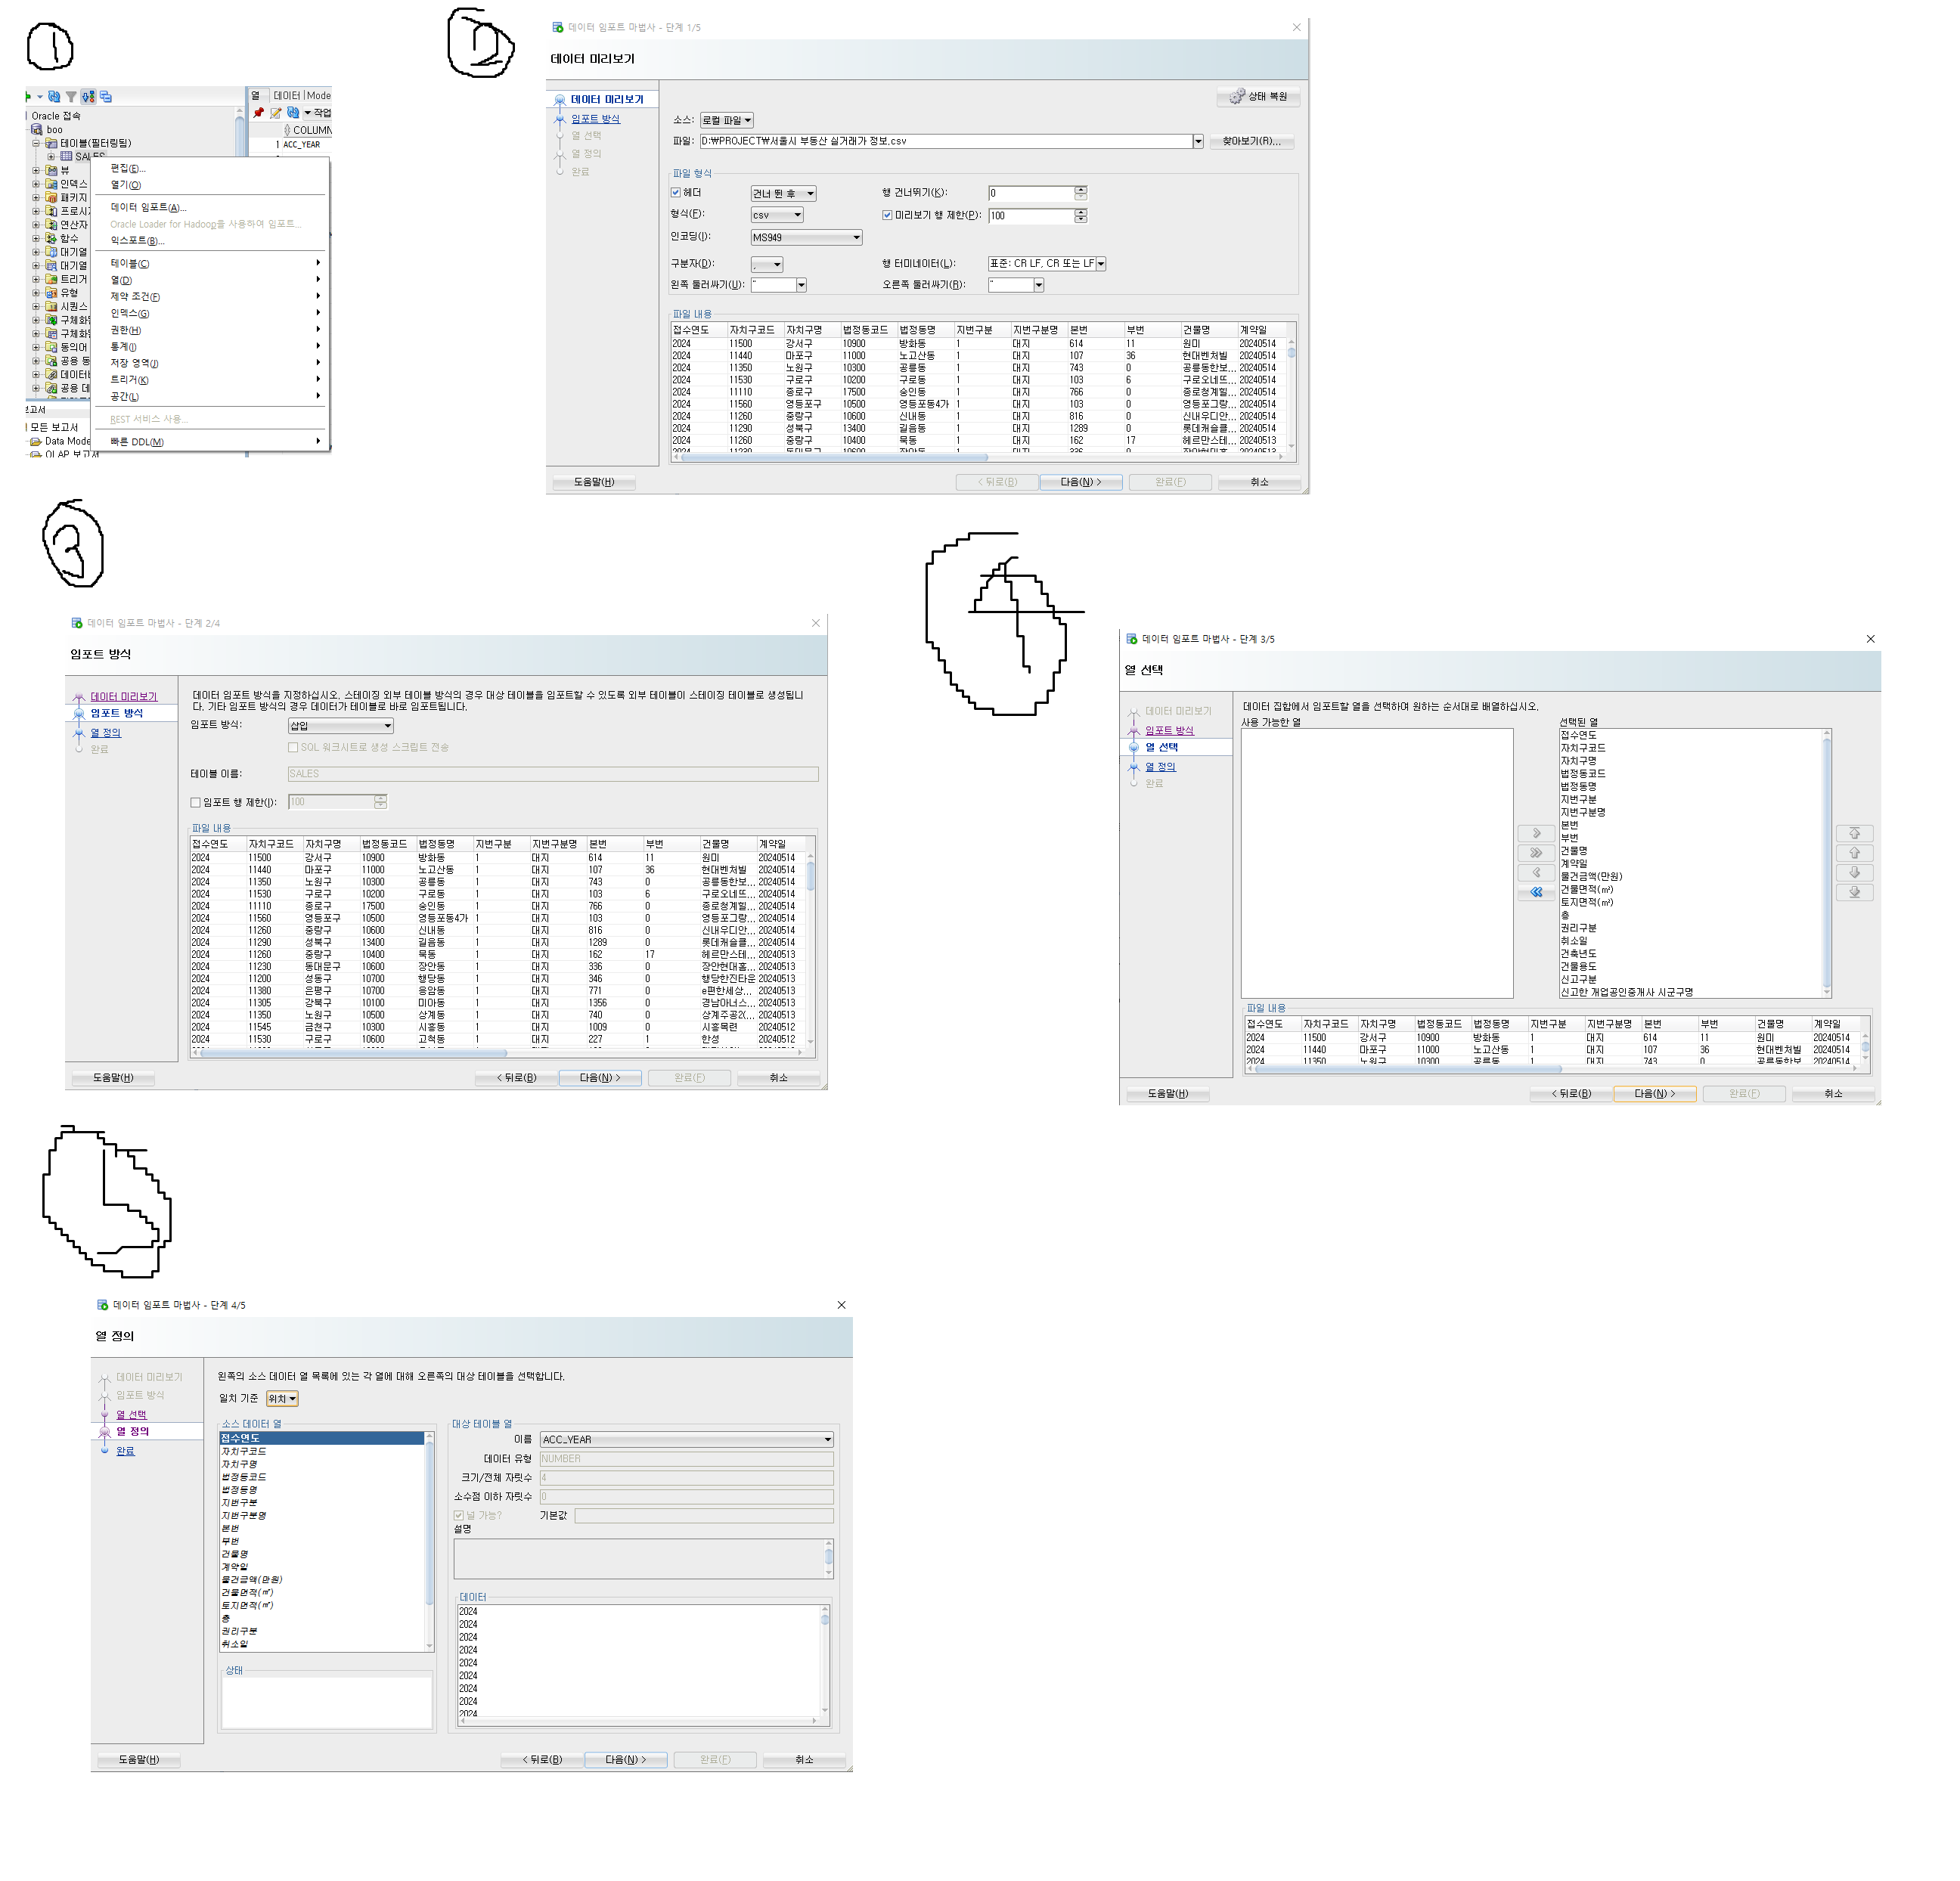 1
열 데이터 Mode
작업
Oracle 접속
COLUMN
boo
테이블(필터링됨)
1 ACC_YEAR
SALES
뷰
인덱스
패키지
프로시
연산자
함수
대기열
대기열
트리거
유형
시퀀스
구체화된
구체화
동의어
공용 동
데이터
공용 데
보고서
모든 보고서
Data Mode
OLAP 보고서
편집(E)...
열기(O)
데이터 임포트(A)...
Oracle Loader for Hadoop를 사용하여 임포트...
익스포트(B)...
테이블(C)
열(D)
제약 조건(F)
인덱스(G)
권한(H)
통계(I)
저장 영역(J)
트리거(K)
공간(L)
REST 서비스 사용...
빠른 DDL(M)
2
데이터 임포트 마법사 - 단계 1/5
데이터 미리보기
데이터 미리보기
임포트 방식
열 선택
열 정의
완료
상태 복원
소스: 로컬 파일
파일: D:￦PROJECT￦서울시 부동산 실거래가 정보.csv 찾아보기(R)...
파일 형식
헤더 건너 뛴 후 행 건너뛰기(K): 0
형식(F): csv 미리보기 행 제한(P): 100
인코딩(I): MS949
구분자(D): , 행 터미네이터(L): 표준: CR LF, CR 또는 LF
왼쪽 둘러싸기(U): " 오른쪽 둘러싸기(R): "
파일 내용
접수연도 자치구코드 자치구명 법정동코드 법정동명 지번구분 지번구분명 본번 부번 건물명 계약일
2024 11500 강서구 10900 방화동 1 대지 614 11 원미 20240514
2024 11440 마포구 11000 노고산동 1 대지 107 36 현대벤처빌 20240514
2024 11350 노원구 10300 공릉동 1 대지 743 0 공릉동한보... 20240514
2024 11530 구로구 10200 구로동 1 대지 103 6 구로오네뜨... 20240514
2024 11110 종로구 17500 숭인동 1 대지 766 0 종로청계힐... 20240514
2024 11560 영등포구 10500 영등포동4가 1 대지 103 0 영등포그랑... 20240514
2024 11260 중랑구 10600 신내동 1 대지 816 0 신내우디안... 20240514
2024 11290 성북구 13400 길음동 1 대지 1289 0 롯데캐슬클... 20240514
2024 11260 중랑구 10400 묵동 1 대지 162 17 헤르만스테... 20240513
2024 11230 동대문구 10600 장안동 1 대지 336 0 장안현대홈...
도움말(H) < 뒤로(B) 다음(N) > 완료(F) 취소
3
데이터 임포트 마법사 - 단계 2/4
임포트 방식
데이터 미리보기
임포트 방식
열 정의
완료
데이터 임포트 방식을 지정하십시오. 스테이징 외부 테이블 방식의 경우 대상 테이블을 임포트할 수 있도록 외부 테이블이 스테이징 테이블로 생성됩니
다. 기타 임포트 방식의 경우 데이터가 테이블로 바로 임포트됩니다.
임포트 방식: 삽입
SQL 워크시트로 생성 스크립트 전송
테이블 이름: SALES
임포트 행 제한(I): 100
파일 내용
접수연도 자치구코드 자치구명 법정동코드 법정동명 지번구분 지번구분명 본번 부번 건물명 계약일
2024 11500 강서구 10900 방화동 1 대지 614 11 원미 20240514
2024 11440 마포구 11000 노고산동 1 대지 107 36 현대벤처빌 20240514
2024 11350 노원구 10300 공릉동 1 대지 743 0 공릉동한보... 20240514
2024 11530 구로구 10200 구로동 1 대지 103 6 구로오네뜨... 20240514
2024 11110 종로구 17500 숭인동 1 대지 766 0 종로청계힐... 20240514
2024 11560 영등포구 10500 영등포동4가 1 대지 103 0 영등포그랑... 20240514
2024 11260 중랑구 10600 신내동 1 대지 816 0 신내우디안... 20240514
2024 11290 성북구 13400 길음동 1 대지 1289 0 롯데캐슬클... 20240514
2024 11260 중랑구 10400 묵동 1 대지 162 17 헤르만스테... 20240513
2024 11230 동대문구 10600 장안동 1 대지 336 0 장안현대홈... 20240513
2024 11200 성동구 10700 행당동 1 대지 346 0 행당한진타운 20240513
2024 11380 은평구 10700 응암동 1 대지 771 0 e편한세상... 20240513
2024 11305 강북구 10100 미아동 1 대지 1356 0 경남아너스... 20240513
2024 11350 노원구 10500 상계동 1 대지 740 0 상계주공2(... 20240513
2024 11545 금천구 10300 시흥동 1 대지 1009 0 시흥목련 20240512
2024 11530 구로구 10600 고척동 1 대지 227 1 한성 20240512
도움말(H) < 뒤로(B) 다음(N) > 완료(F) 취소
4
데이터 임포트 마법사 - 단계 3/5
열 선택
데이터 미리보기
임포트 방식
열 선택
열 정의
완료
데이터 집합에서 임포트할 열을 선택하여 원하는 순서대로 배열하십시오.
사용 가능한 열 선택된 열
접수연도
자치구코드
자치구명
법정동코드
법정동명
지번구분
지번구분명
본번
부번
건물명
계약일
물건금액(만원)
건물면적(㎡)
토지면적(㎡)
층
권리구분
취소일
건축년도
건물용도
신고구분
신고한 개업공인중개사 시군구명
파일 내용
접수연도 자치구코드 자치구명 법정동코드 법정동명 지번구분 지번구분명 본번 부번 건물명 계약일
2024 11500 강서구 10900 방화동 1 대지 614 11 원미 20240514
2024 11440 마포구 11000 노고산동 1 대지 107 36 현대벤처빌 20240514
2024 11350 노원구 10300 공릉동 1 대지 743 0 공릉동한보 20240514
도움말(H) < 뒤로(B) 다음(N) > 완료(F) 취소
5
데이터 임포트 마법사 - 단계 4/5
열 정의
데이터 미리보기
임포트 방식
열 선택
열 정의
완료
왼쪽의 소스 데이터 열 목록에 있는 각 열에 대해 오른쪽의 대상 테이블을 선택합니다.
일치 기준 위치
소스 데이터 열
접수연도
자치구코드
자치구명
법정동코드
법정동명
지번구분
지번구분명
본번
부번
건물명
계약일
물건금액(만원)
건물면적(㎡)
토지면적(㎡)
층
권리구분
취소일
상태
대상 테이블 열
이름 ACC_YEAR
데이터 유형 NUMBER
크기/전체 자릿수 4
소수점 이하 자릿수 0
널 가능? 기본값
설명
데이터
2024
2024
2024
2024
2024
2024
2024
2024
2024
도움말(H) < 뒤로(B) 다음(N) > 완료(F) 취소